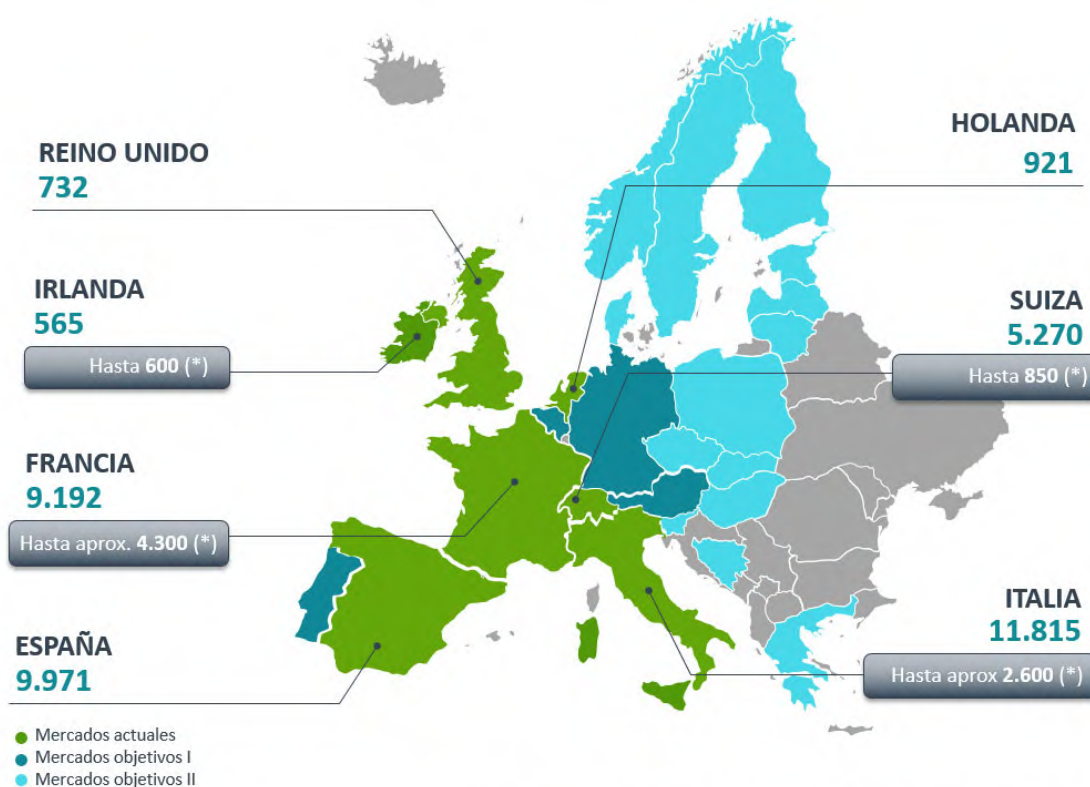 REINO UNIDO
732
IRLANDA
565
Hasta 600 (*)
FRANCIA
9.192
Hasta aprox. 4.300 (*)
ESPAÑA
9.971
HOLANDA
921
SUIZA
5.270
Hasta 850 (*)
ITALIA
11.815
Hasta aprox 2.600 (*)
Mercados actuales
Mercados objetivos I
Mercados objetivos II